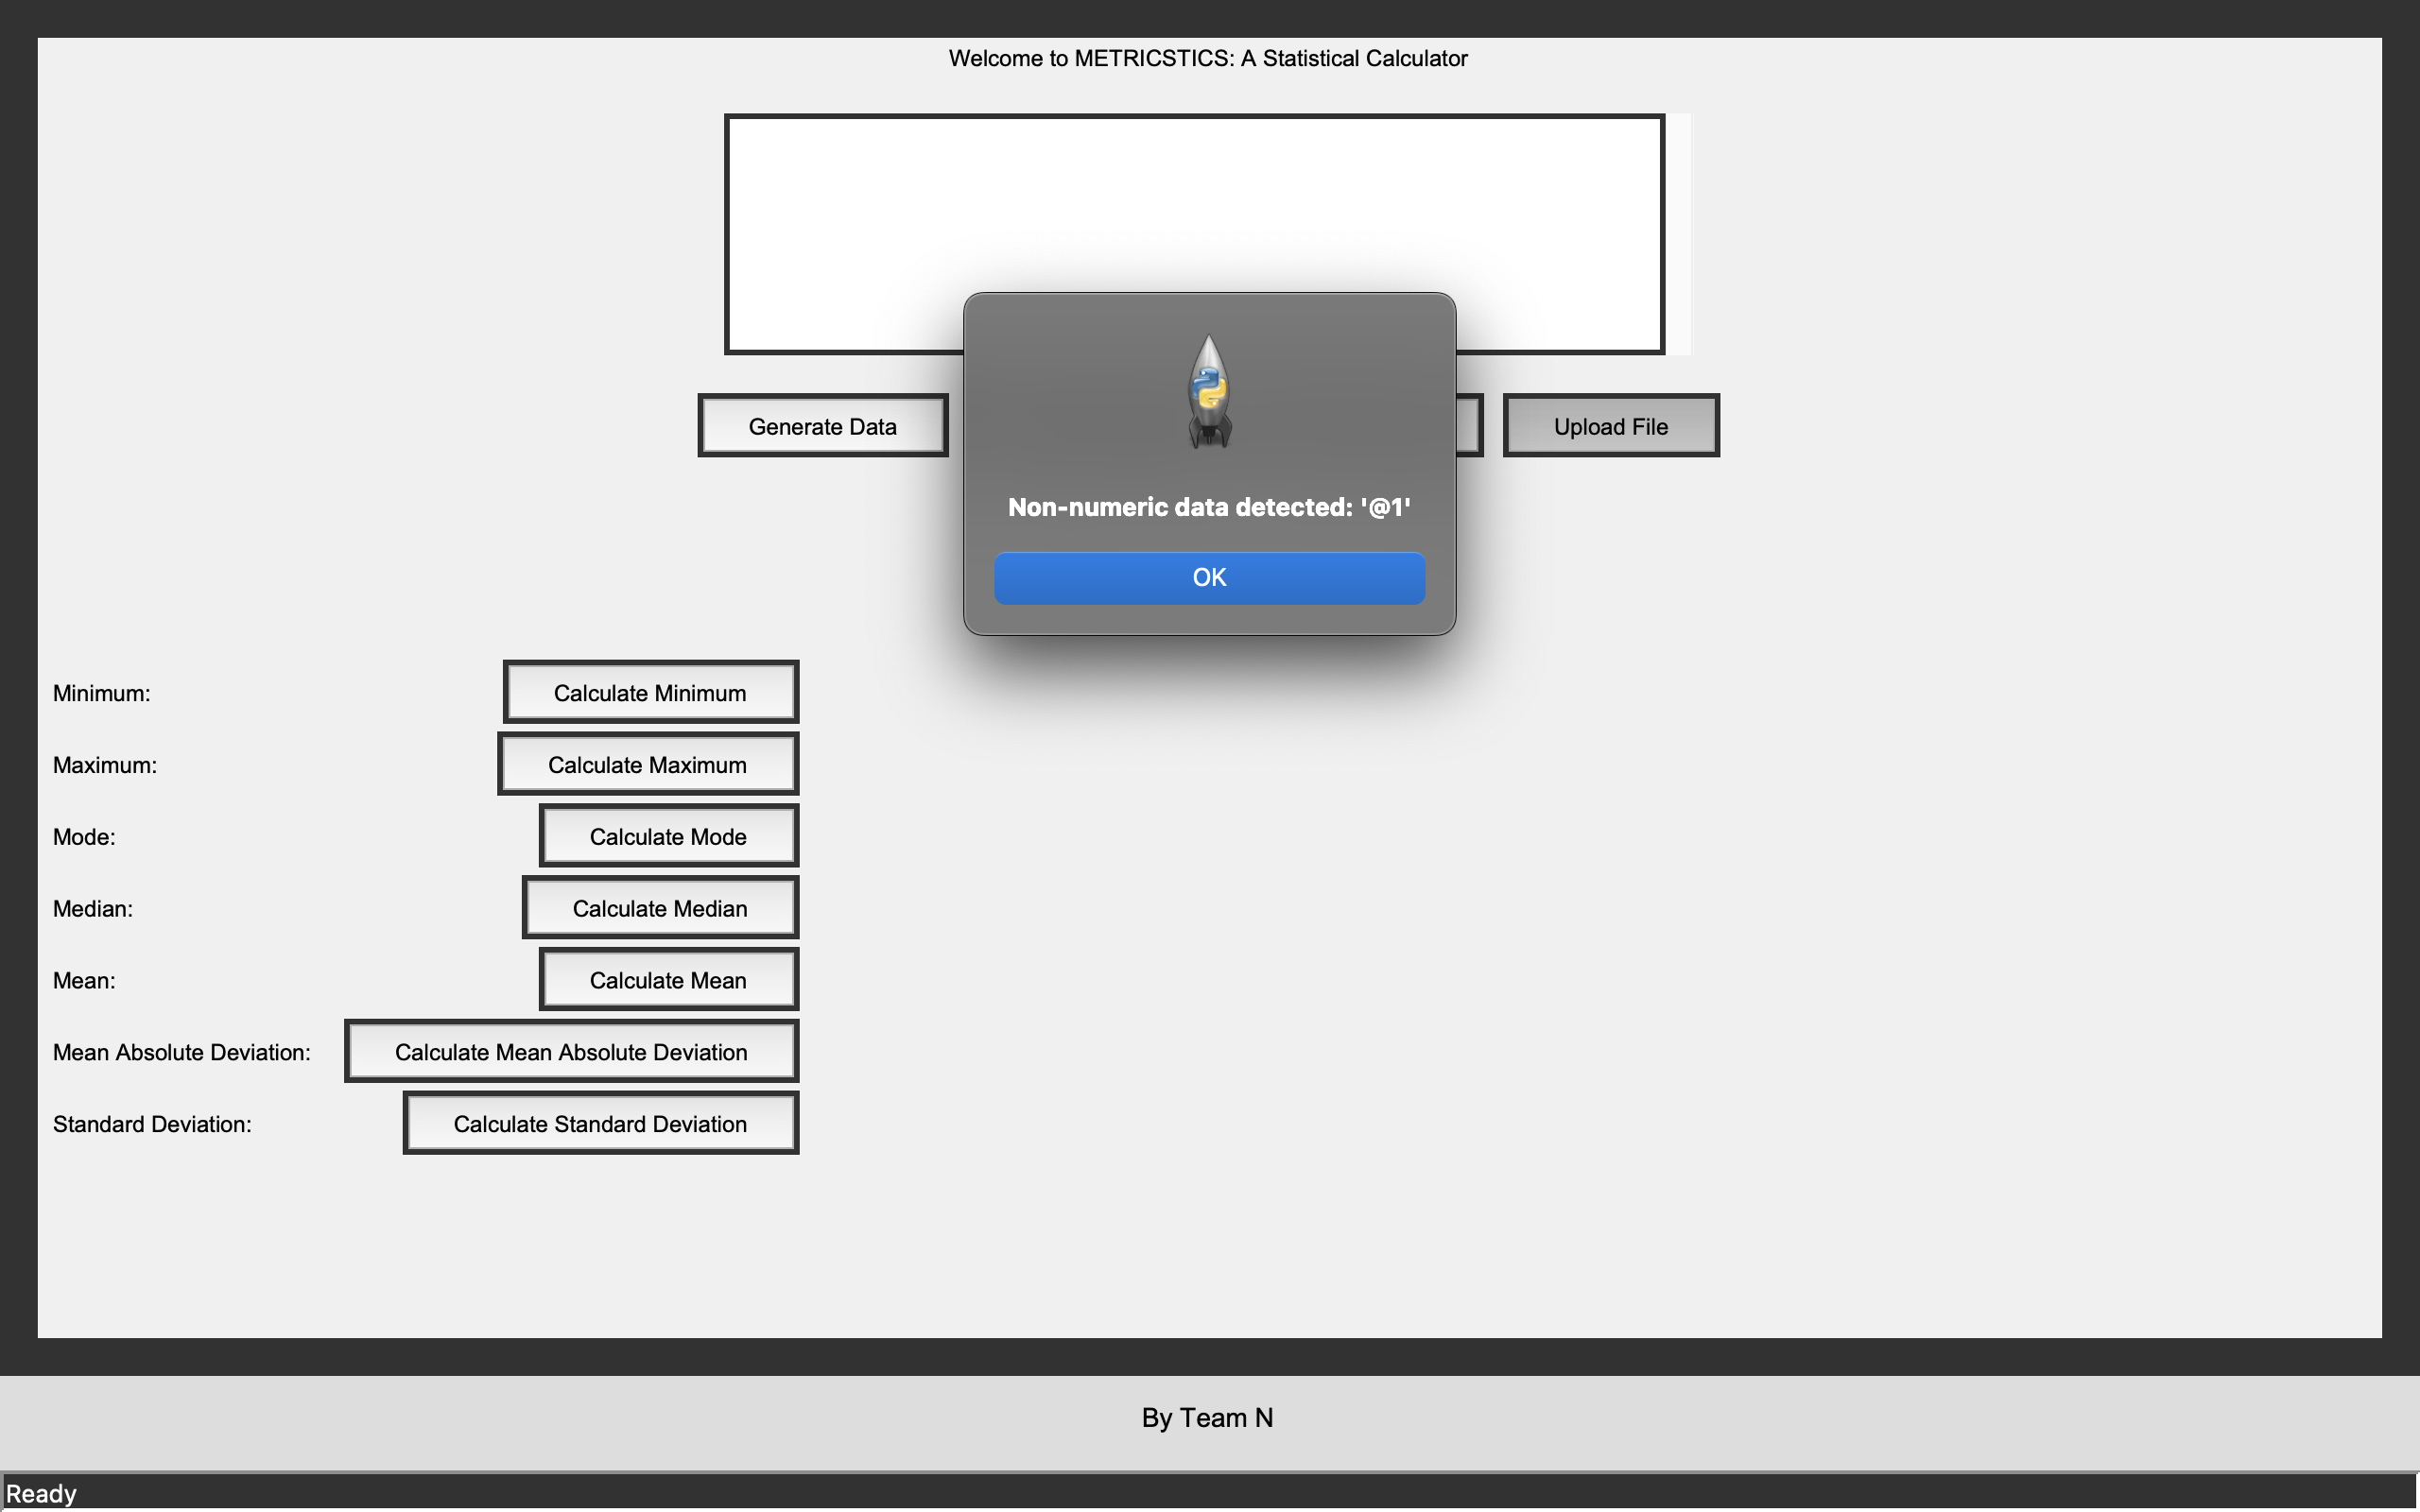 Welcome to METRICSTICS: A Statistical Calculator
Generate Data
Upload File
Non-numeric data detected: '@1'
OK
Minimum:
Calculate Minimum
Maximum:
Calculate Maximum
Mode:
Calculate Mode
Median:
Calculate Median
Mean:
Calculate Mean
Mean Absolute Deviation:
Calculate Mean Absolute Deviation
Standard Deviation:
Calculate Standard Deviation
By Team N
Ready